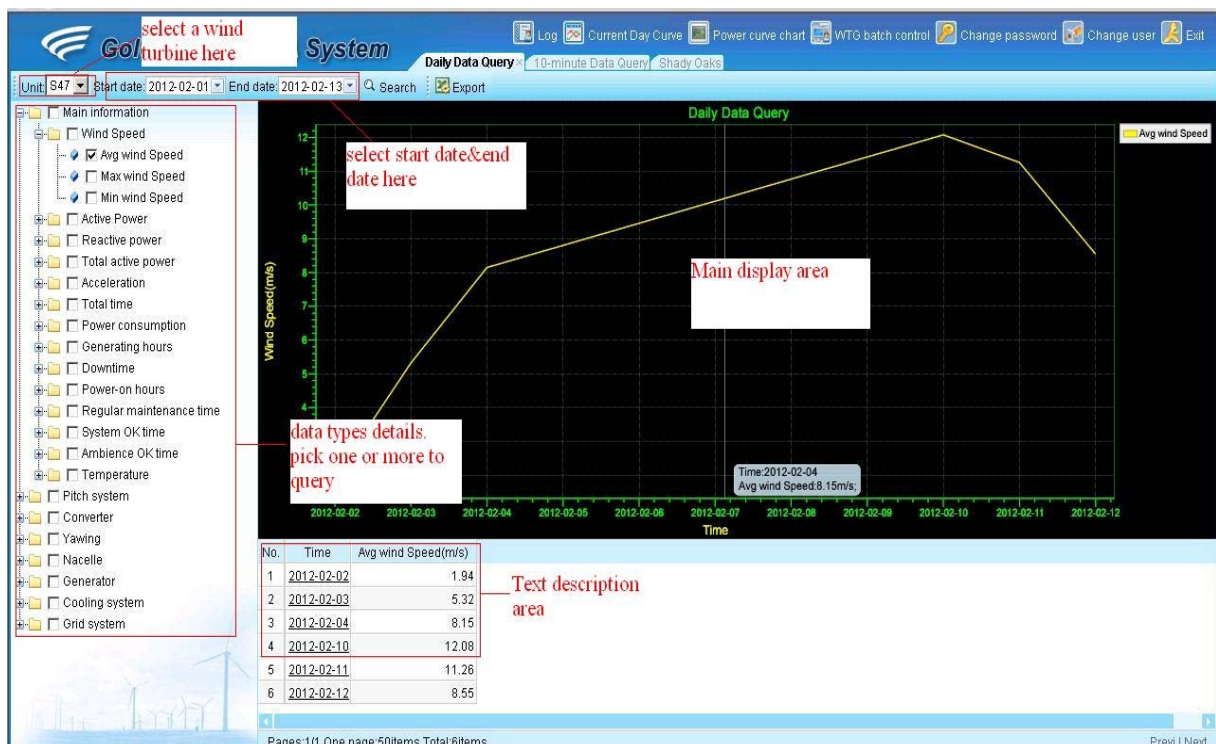 select a wind
turbine here
Gol System
Log Current Day Curve Power curve chart WTG batch control Change password Change user Exit
Daily Data Query 10-minute Data Query Shady Oaks
Unit: S47 Start date: 2012-02-01 End date: 2012-02-13 Search Export
Main information
Wind Speed
Avg wind Speed
Max wind Speed
Min wind Speed
Active Power
Reactive power
Total active power
Acceleration
Total time
Power consumption
Generating hours
Downtime
Power-on hours
Regular maintenance time
System OK time
Ambience OK time
Temperature
Pitch system
Converter
Yawing
Nacelle
Generator
Cooling system
Grid system
Daily Data Query
Avg wind Speed
select start date&end
date here
Main display area
data types details.
pick one or more to
query
Wind Speed(m/s)
12
11
10
9
8
7
6
5
4
Time:2012-02-04
Avg wind Speed:8.15m/s;
2012-02-02 2012-02-03 2012-02-04 2012-02-05 2012-02-06 2012-02-07 2012-02-08 2012-02-09 2012-02-10 2012-02-11 2012-02-12
Time
No. Time Avg wind Speed(m/s)
1 2012-02-02 1.94
2 2012-02-03 5.32
3 2012-02-04 8.15
4 2012-02-10 12.08
5 2012-02-11 11.26
6 2012-02-12 8.55
Text description
area
Pages:1/1 One page:50items Total:6items Prev | Next